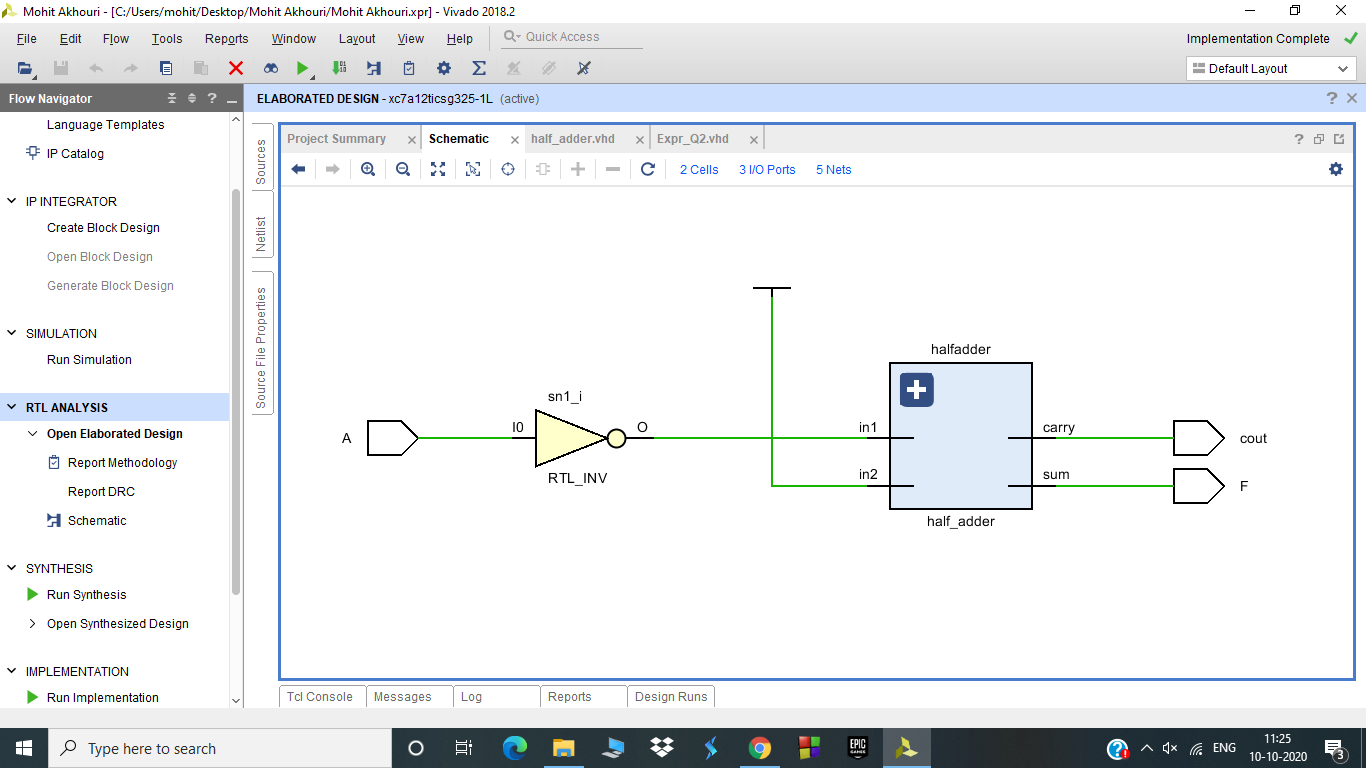 Mohit Akhouri - [C:/Users/mohit/Desktop/Mohit Akhouri/Mohit Akhouri.xpr] - Vivado 2018.2
File Edit Flow Tools Reports Window Layout View Help Quick Access
Implementation Complete
Default Layout
Flow Navigator
ELABORATED DESIGN - xc7a12ticsg325-1L (active)
Language Templates
IP Catalog
IP INTEGRATOR
Create Block Design
Open Block Design
Generate Block Design
SIMULATION
Run Simulation
RTL ANALYSIS
Open Elaborated Design
Report Methodology
Report DRC
Schematic
SYNTHESIS
Run Synthesis
Open Synthesized Design
IMPLEMENTATION
Run Implementation
Sources
Netlist
Source File Properties
Project Summary Schematic half_adder.vhd Expr_Q2.vhd
2 Cells 3 I/O Ports 5 Nets
halfadder
sn1_i
A I0 O in1 carry cout
in2 sum F
RTL_INV
half_adder
Tcl Console Messages Log Reports Design Runs
Type here to search
EPIC GAMES
ENG
11:25
10-10-2020
3